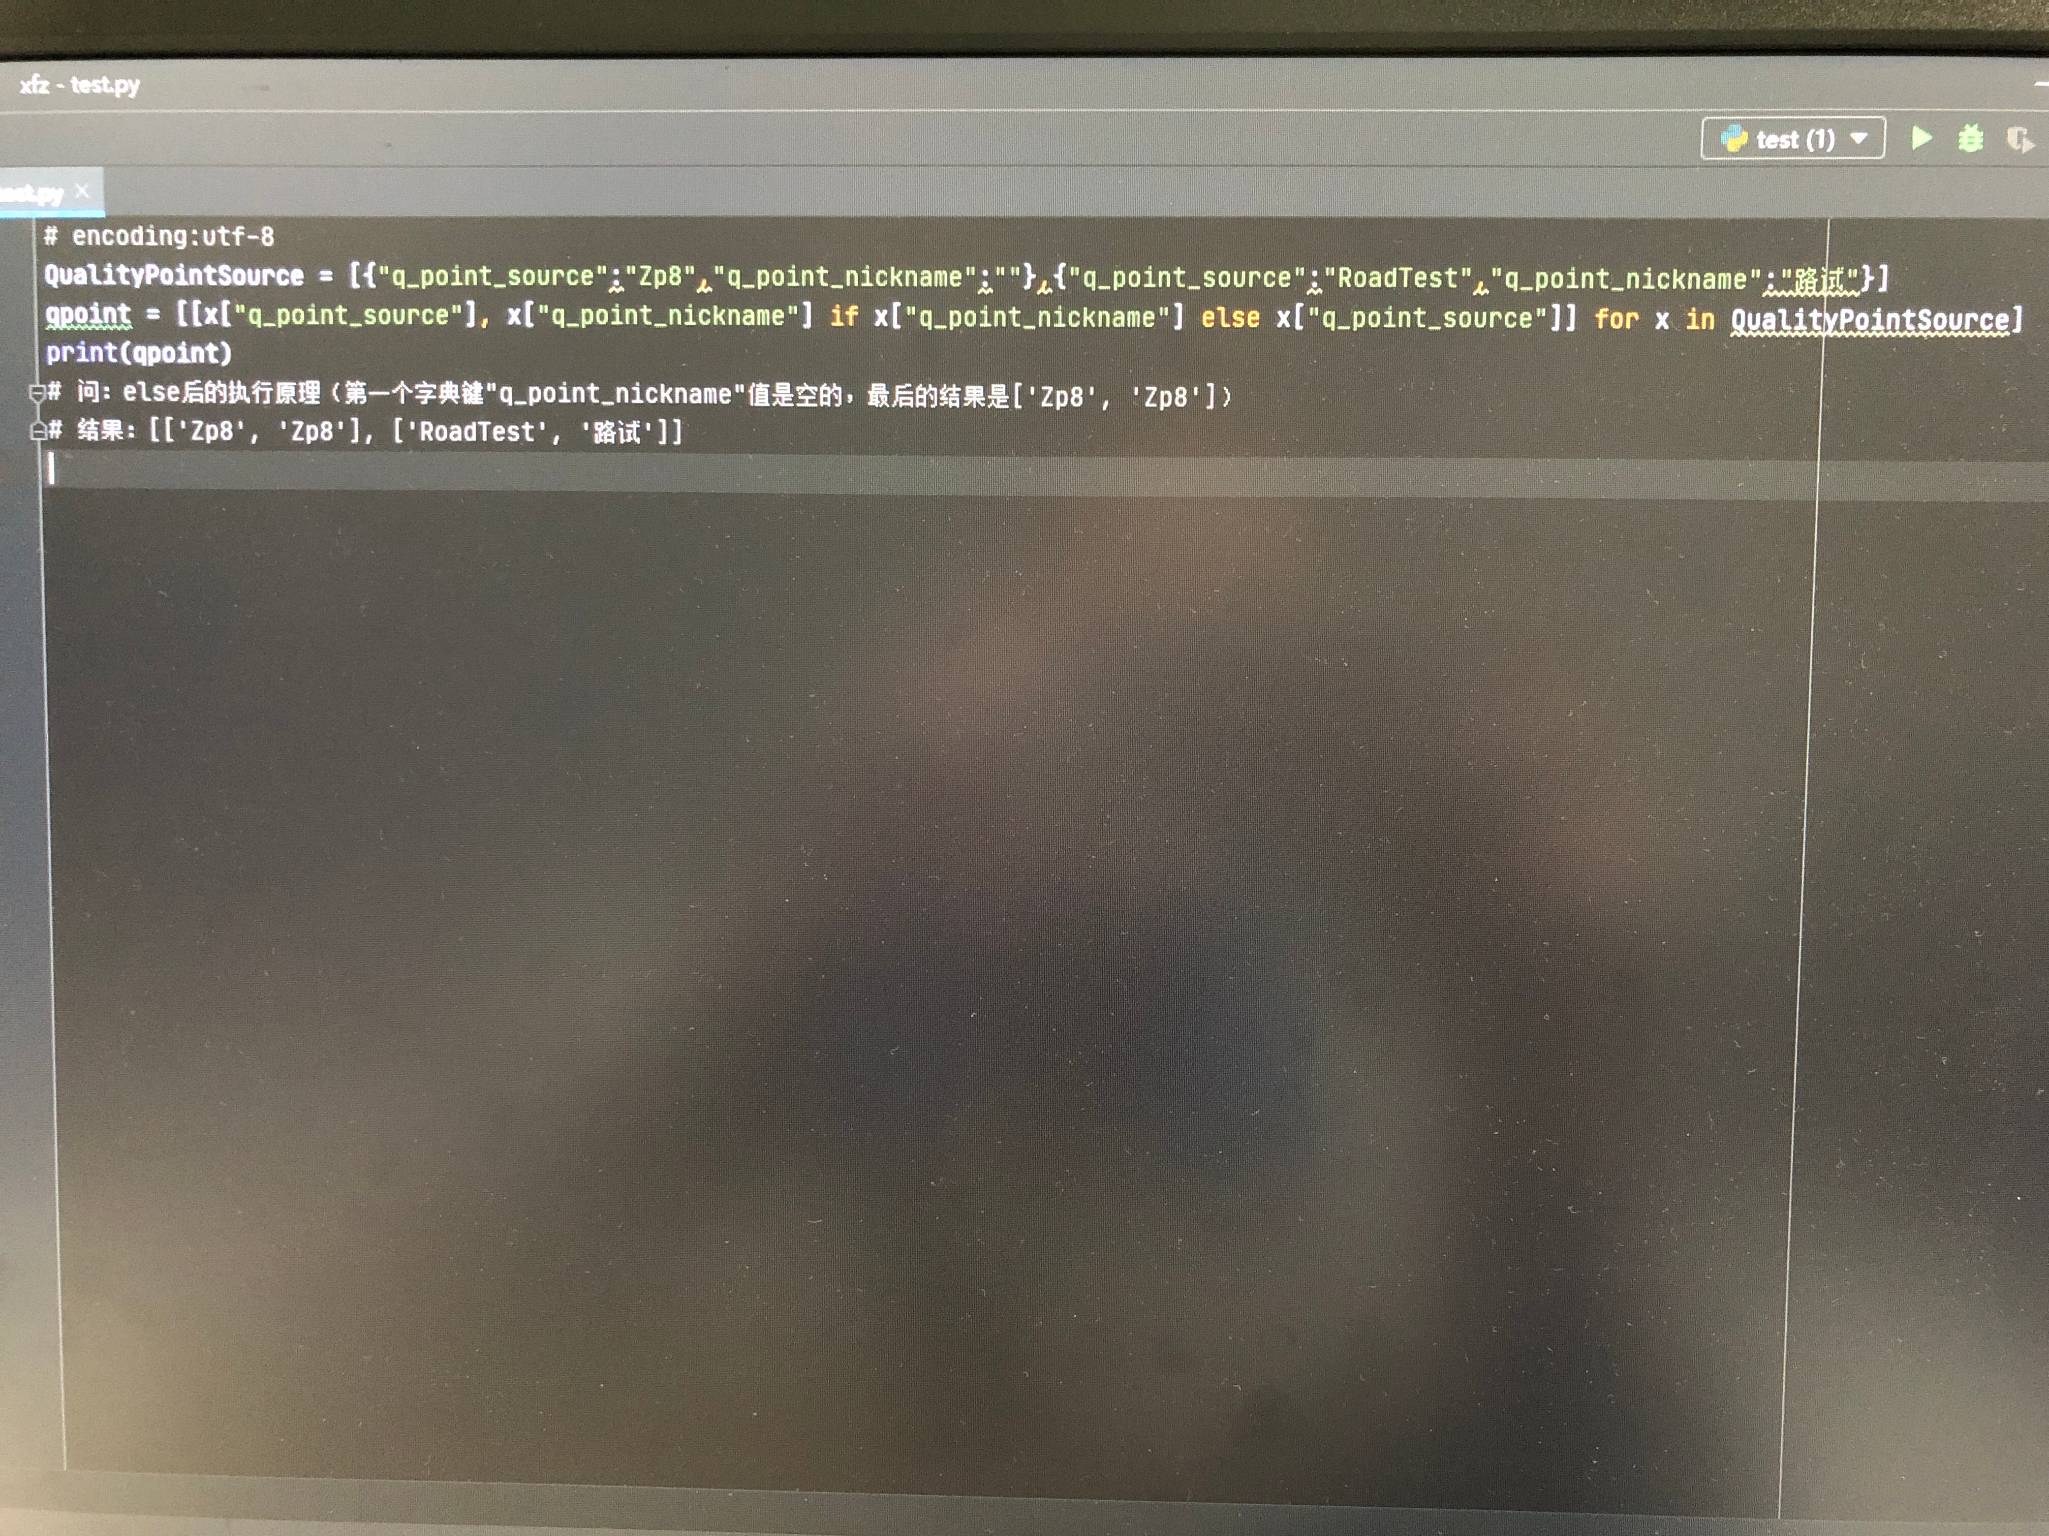 xfz - test.py
test (1)
test.py
# encoding:utf-8
QualityPointSource = [{"q_point_source":"Zp8","q_point_nickname":""},{"q_point_source":"RoadTest","q_point_nickname":"路试"}]
qpoint = [[x["q_point_source"], x["q_point_nickname"] if x["q_point_nickname"] else x["q_point_source"]] for x in QualityPointSource]
print(qpoint)
# 问：else后的执行原理（第一个字典键"q_point_nickname"值是空的，最后的结果是['Zp8', 'Zp8']）
# 结果：[['Zp8', 'Zp8'], ['RoadTest', '路试']]